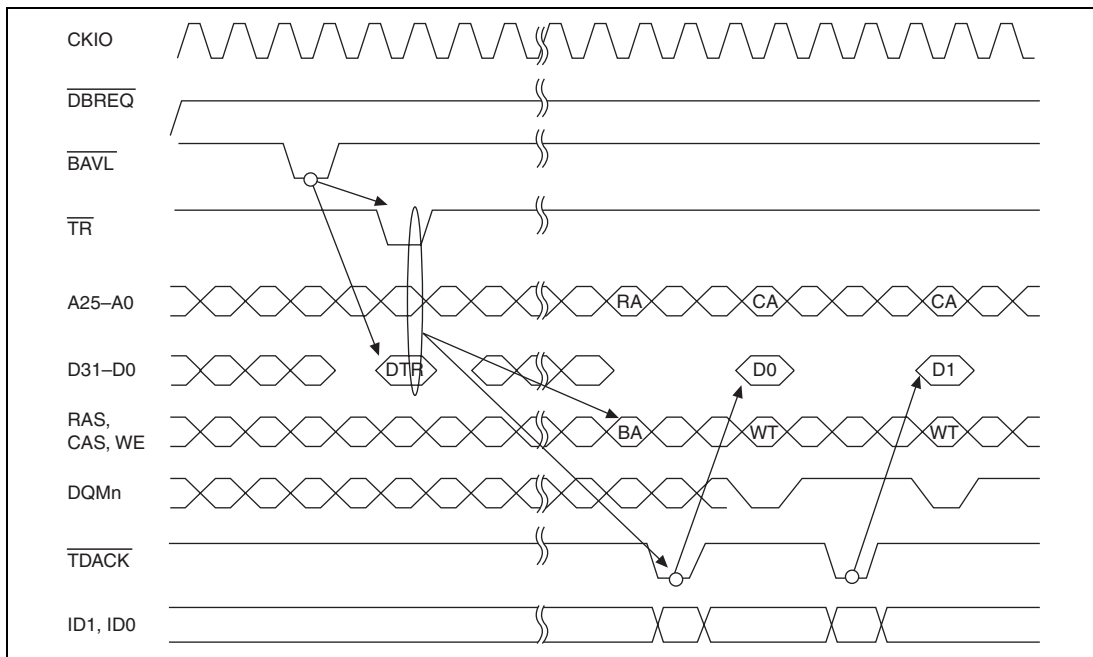 CKIO
DBREQ
BAVL
TR
A25–A0 RA CA CA
D31–D0 DTR D0 D1
RAS,
CAS, WE BA WT WT
DQMn
TDACK
ID1, ID0